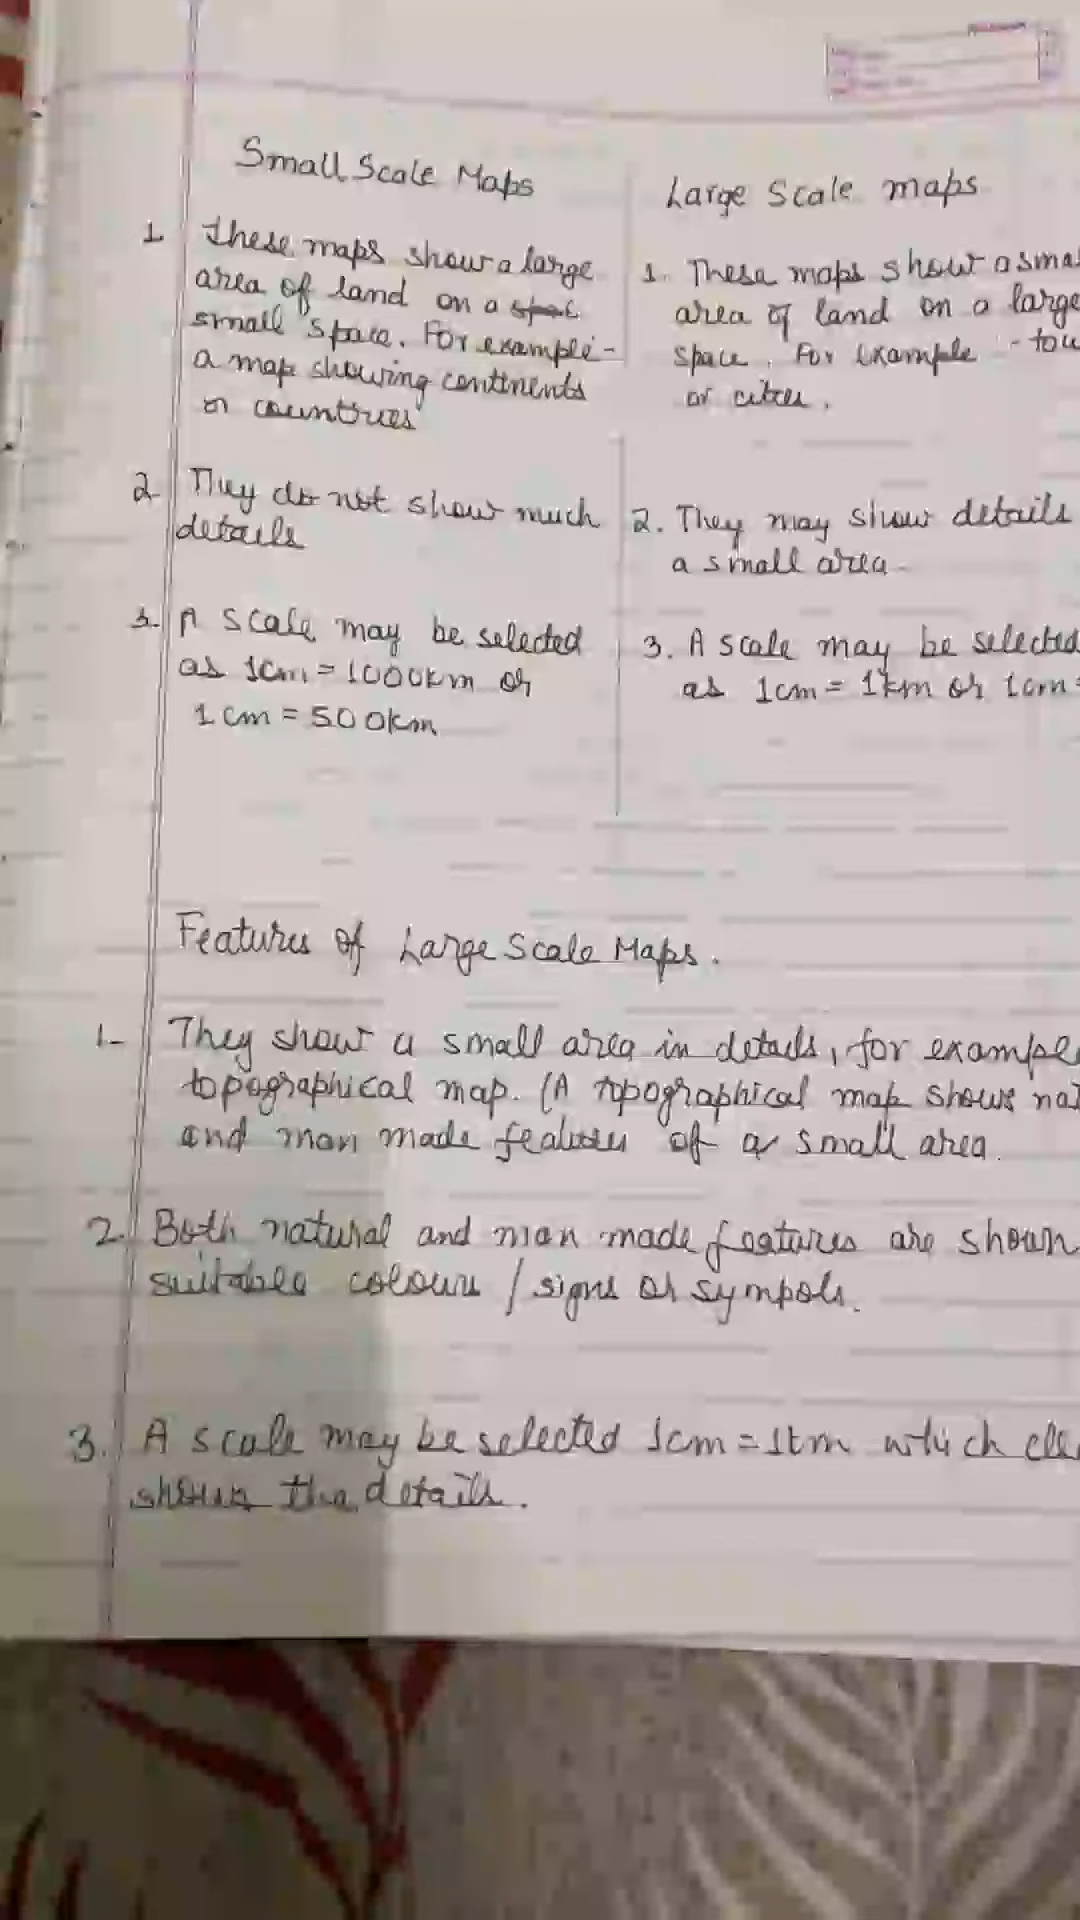 Small Scale Maps
1 These maps show a large
area of land on a
small space. For example -
a map showing continents
or countries
2. They do not show much
details
3. A scale may be selected
as 1cm = 1000km or
1 cm = 500km
Large Scale maps
1. These maps show a smal
area of land on a large
space. For example - tow
or cities.
2. They may show details
a small area
3. A scale may be selected
as 1cm = 1km or 1cm =
Features of Large Scale Maps.
1- They show a small area in details, for example
topographical map. (A topographical map shows nat
and man made features of a small area.
2. Both natural and man made features are shown
suitable colours / signs or symbols.
3. A scale may be selected 1cm = 1km which clea
shows the details.